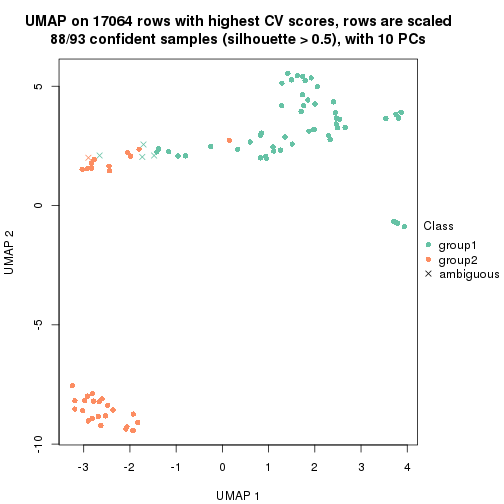 UMAP on 17064 rows with highest CV scores, rows are scaled
88/93 confident samples (silhouette > 0.5), with 10 PCs
5
0
-5
-10
UMAP 2
-3
-2
-1
0
1
2
3
4
UMAP 1
Class
group1
group2
ambiguous